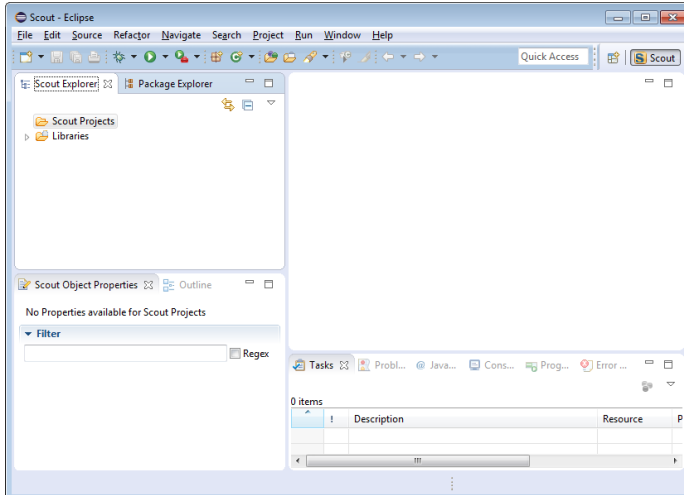 Scout - Eclipse
File Edit Source Refactor Navigate Search Project Run Window Help
Quick Access
Scout
Scout Explorer
Package Explorer
Scout Projects
Libraries
Scout Object Properties
Outline
No Properties available for Scout Projects
Filter
Regex
Tasks Probl... @ Java... Cons... Prog... Error ...
0 items
! Description Resource P